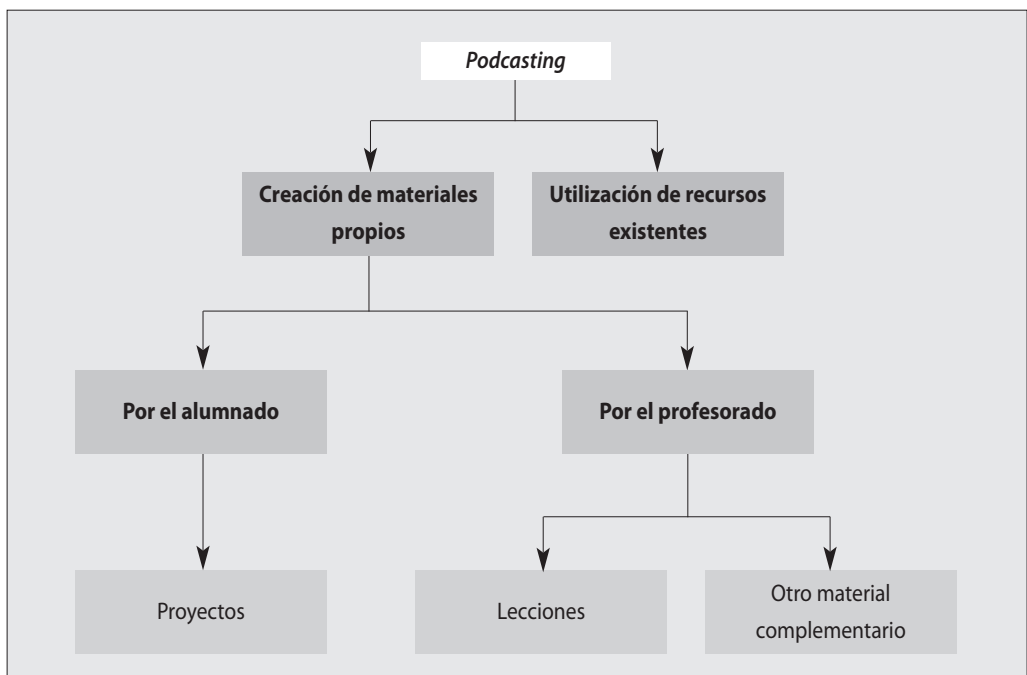 Podcasting
Creación de materiales
propios
Utilización de recursos
existentes
Por el alumnado
Por el profesorado
Proyectos
Lecciones
Otro material
complementario